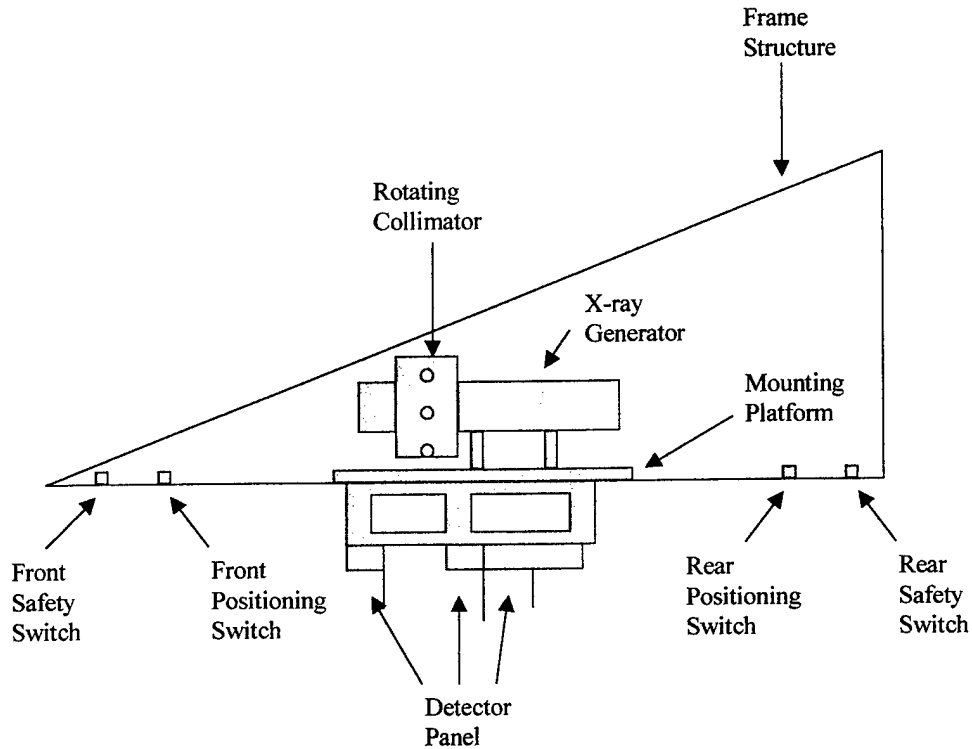 Frame
Structure
Rotating
Collimator
X-ray
Generator
Mounting
Platform
Front
Safety
Switch
Front
Positioning
Switch
Rear
Positioning
Switch
Rear
Safety
Switch
Detector
Panel